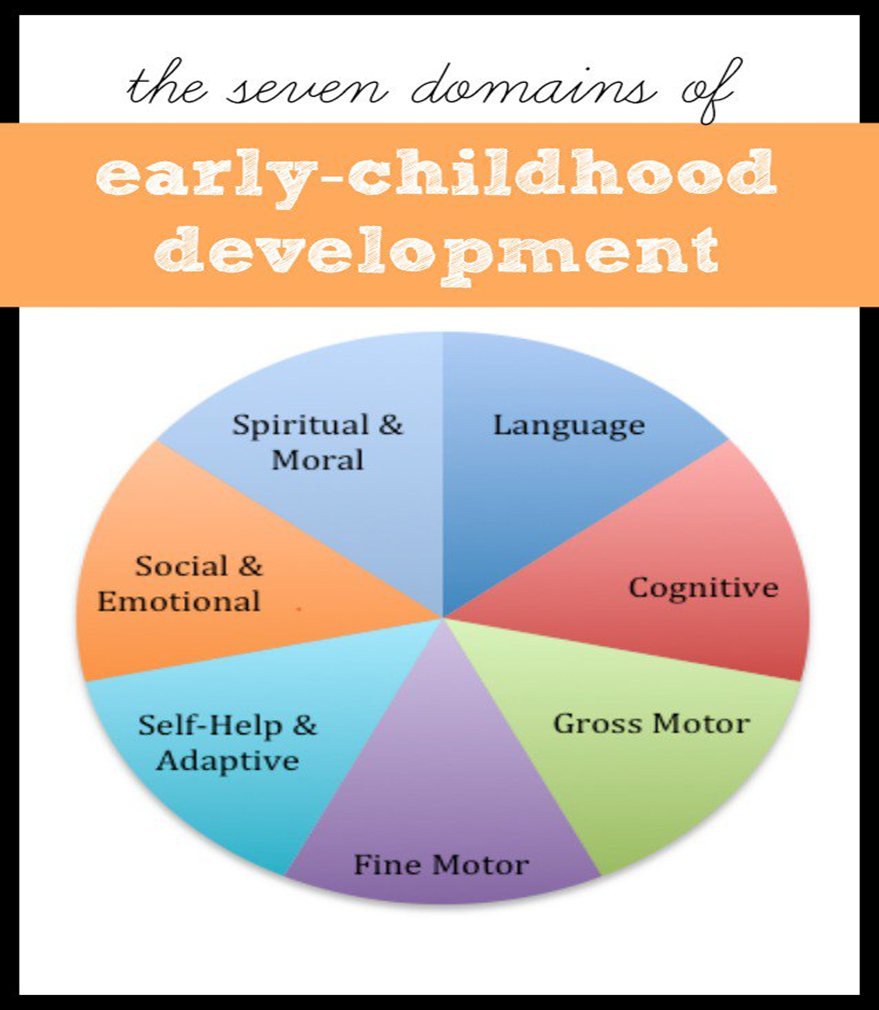 the seven domains of
early-childhood
development
Spiritual &
Moral
Language
Social &
Emotional
Cognitive
Self-Help &
Adaptive
Gross Motor
Fine Motor